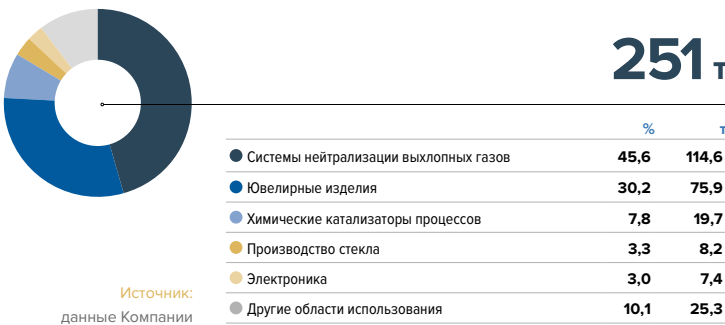 251 т
% т
Системы нейтрализации выхлопных газов 45,6 114,6
Ювелирные изделия 30,2 75,9
Химические катализаторы процессов 7,8 19,7
Производство стекла 3,3 8,2
Электроника 3,0 7,4
Другие области использования 10,1 25,3
Источник:
данные Компании